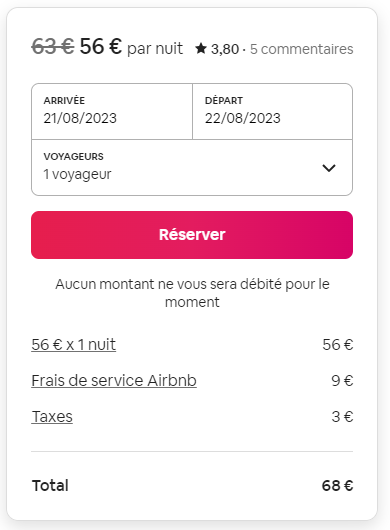 63 € 56 € par nuit ★ 3,80 · 5 commentaires
ARRIVÉE DÉPART
21/08/2023 22/08/2023
VOYAGEURS
1 voyageur
Réserver
Aucun montant ne vous sera débité pour le
moment
56 € x 1 nuit 56 €
Frais de service Airbnb 9 €
Taxes 3 €
Total 68 €